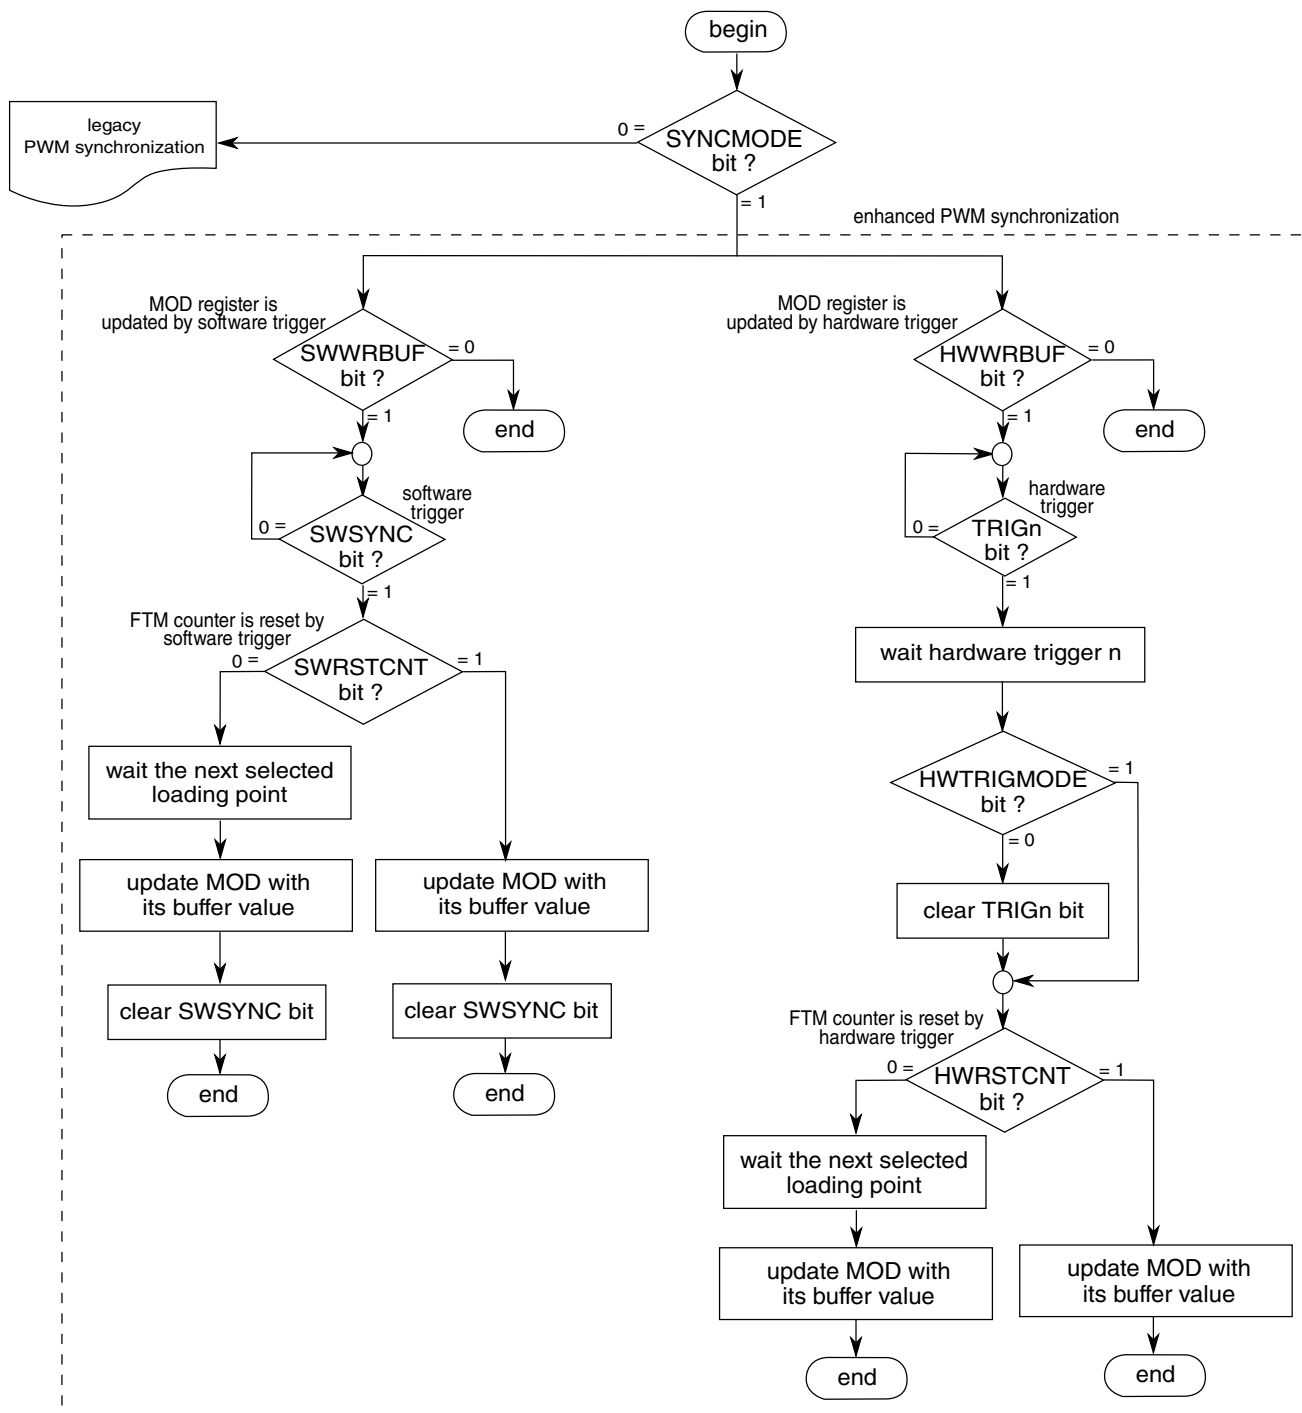 begin
legacy
PWM synchronization
0 =
SYNCMODE
bit ?
= 1
enhanced PWM synchronization
MOD register is
updated by software trigger
SWWRBUF
bit ?
= 0
= 1
end
software
trigger
0 =
SWSYNC
bit ?
= 1
FTM counter is reset by
software trigger
0 =
SWRSTCNT
bit ?
= 1
wait the next selected
loading point
update MOD with
its buffer value
clear SWSYNC bit
end
update MOD with
its buffer value
clear SWSYNC bit
end
MOD register is
updated by hardware trigger
HWWRBUF
bit ?
= 0
= 1
end
hardware
trigger
0 =
TRIGn
bit ?
= 1
wait hardware trigger n
HWTRIGMODE
bit ?
= 1
= 0
clear TRIGn bit
FTM counter is reset by
hardware trigger
0 =
HWRSTCNT
bit ?
= 1
wait the next selected
loading point
update MOD with
its buffer value
end
update MOD with
its buffer value
end